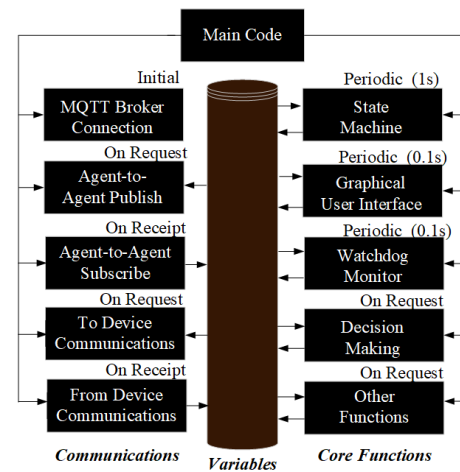 Main Code
Initial
MQTT Broker
Connection
On Request
Agent-to-
Agent Publish
On Receipt
Agent-to-Agent
Subscribe
On Request
To Device
Communications
On Receipt
From Device
Communications
Communications
Variables
Periodic (1s)
State
Machine
Periodic (0.1s)
Graphical
User Interface
Periodic (0.1s)
Watchdog
Monitor
On Request
Decision
Making
On Request
Other
Functions
Core Functions